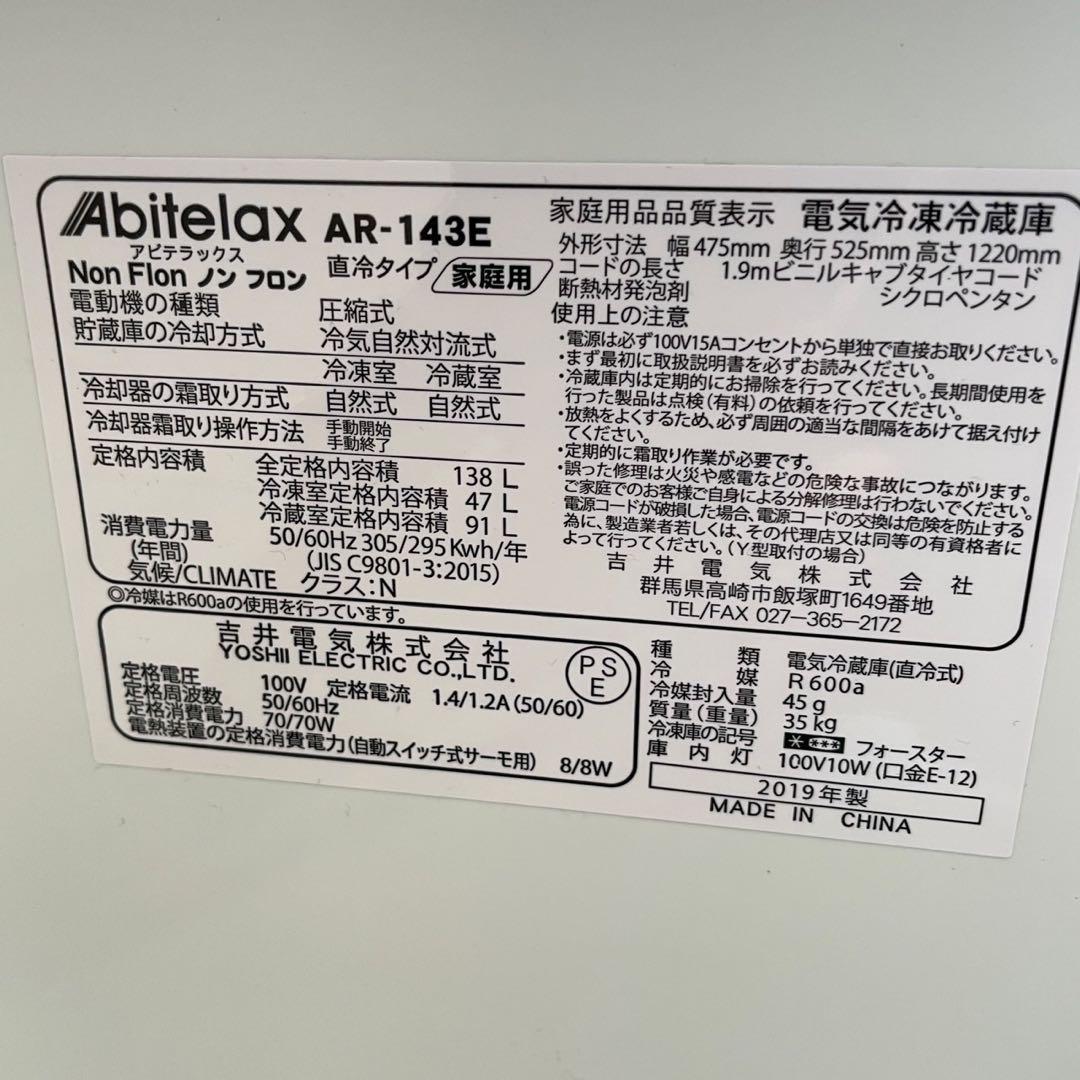 Abitelax AR-143E
アビテラックス
Non Flon ノン フロン 直冷タイプ 家庭用
電動機の種類 圧縮式
貯蔵庫の冷却方式 冷気自然対流式
冷凍室 冷蔵室
冷却器の霜取り方式 自然式 自然式
冷却器霜取り操作方法 手動開始
手動終了
定格内容積 全定格内容積 138 L
冷凍室定格内容積 47 L
冷蔵室定格内容積 91 L
消費電力量 50/60Hz 305/295 Kwh/年
(年間) (JIS C9801-3:2015)
気候/CLIMATE クラス:N
◎冷媒はR600aの使用を行っています。
家庭用品品質表示 電気冷凍冷蔵庫
外形寸法 幅 475mm 奥行 525mm 高さ 1220mm
コードの長さ 1.9mビニルキャブタイヤコード
断熱材発泡剤 シクロペンタン
使用上の注意
・電源は必ず100V15Aコンセントから単独で直接お取りください。
・まず最初に取扱説明書を必ずお読みください。
・冷蔵庫内は定期的にお掃除を行ってください。長期間使用を
行った製品は点検(有料)の依頼を行ってください。
・放熱をよくするため、必ず周囲の適当な間隔をあけて据え付け
てください。
・定期的に霜取り作業が必要です。
・誤った修理は火災や感電などの危険な事故につながります。
ご家庭でのお客様ご自身による分解修理は行わないでください。
電源コードが破損した場合、電源コードの交換は危険を防止する
為に、製造業者若しくは、その代理店又は同等の有資格者に
よって行ってください。(Y型取付の場合)
吉井電気株式会社
群馬県高崎市飯塚町1649番地
TEL/FAX 027-365-2172
吉井電気株式会社
YOSHII ELECTRIC CO.,LTD.
PS
E
定格電圧 100V 定格電流 1.4/1.2A (50/60)
定格周波数 50/60Hz
定格消費電力 70/70W
電熱装置の定格消費電力(自動スイッチ式サーモ用) 8/8W
種類 電気冷蔵庫(直冷式)
冷媒 R600a
冷媒封入量 45 g
質量(重量) 35 kg
冷凍庫の記号 * *** フォースター
庫内灯 100V10W (口金E-12)
2019年製
MADE IN CHINA